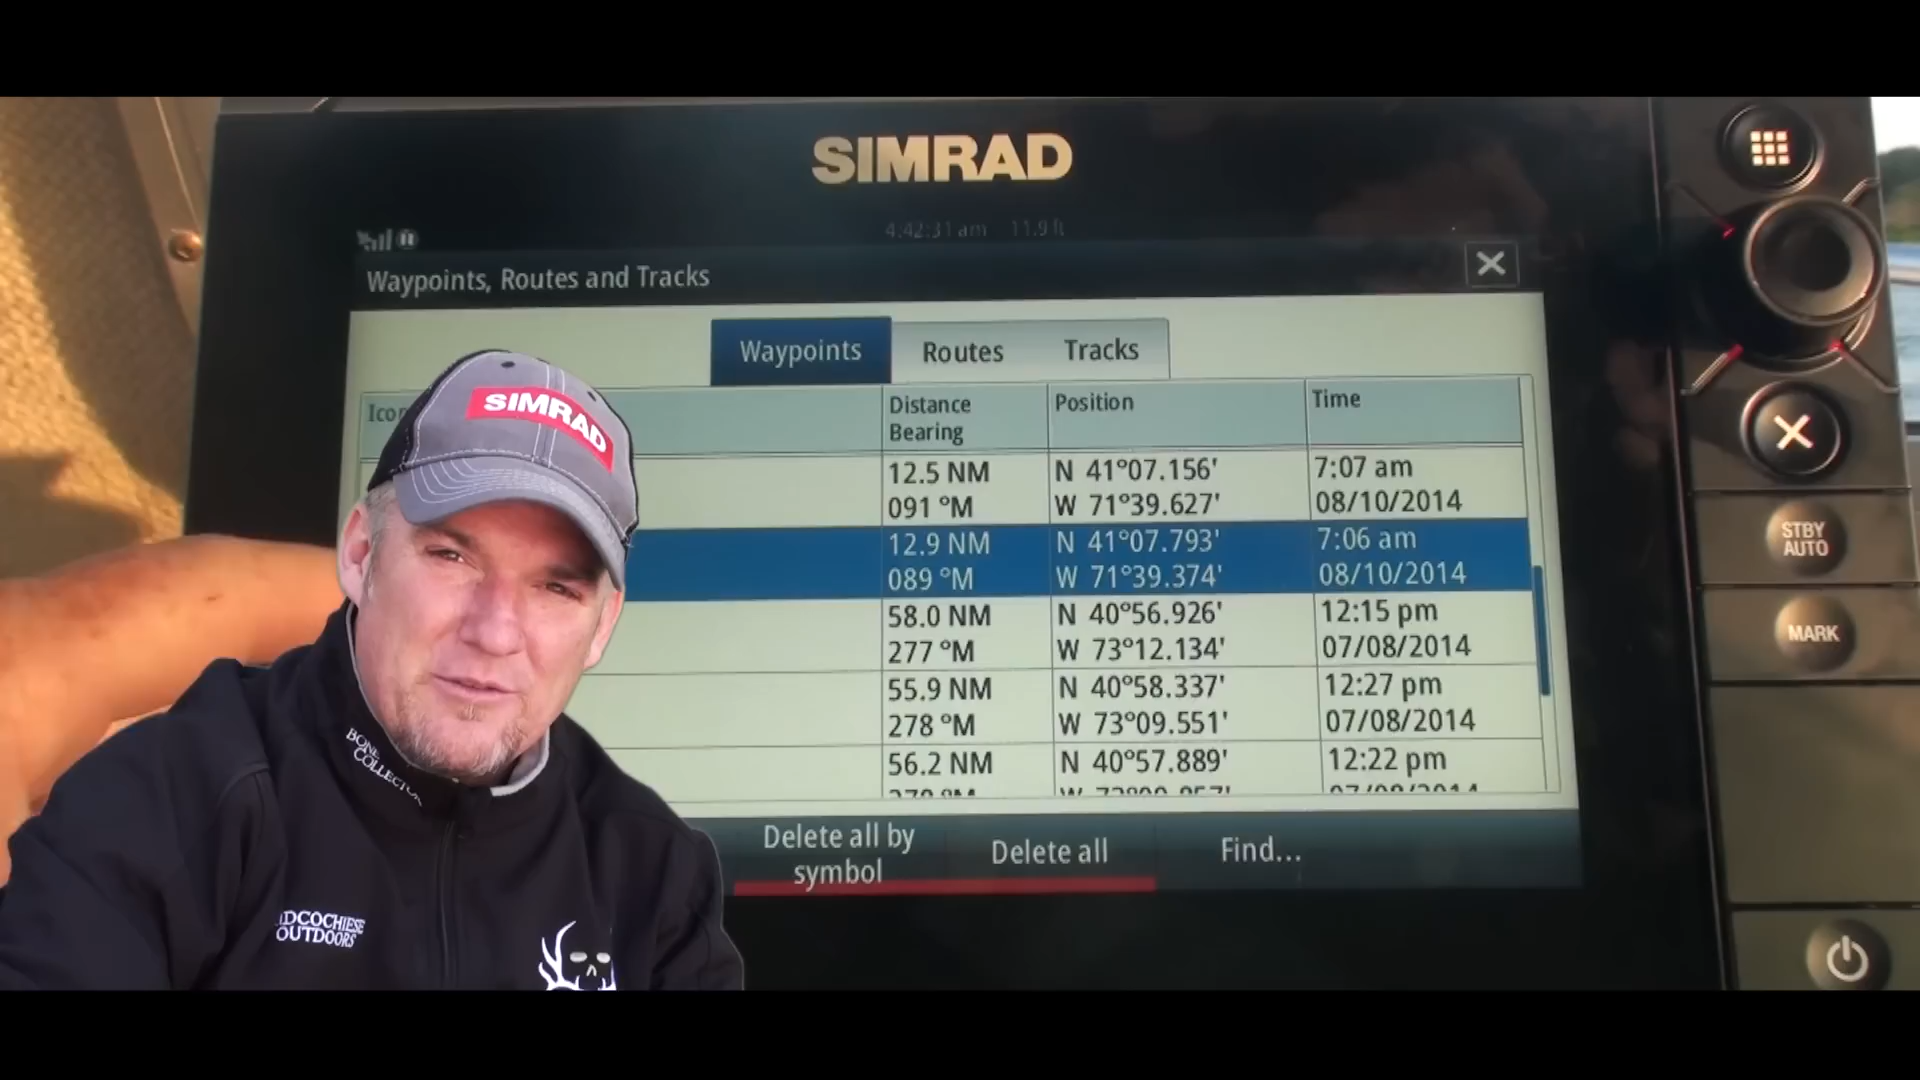 SIMRAD
4:42:31 am 11.9 ft
Waypoints, Routes and Tracks
Waypoints Routes Tracks
Distance Position Time
Bearing
12.5 NM N 41°07.156' 7:07 am
091 °M W 71°39.627' 08/10/2014
12.9 NM N 41°07.793' 7:06 am
089 °M W 71°39.374' 08/10/2014
58.0 NM N 40°56.926' 12:15 pm
277 °M W 73°12.134' 07/08/2014
55.9 NM N 40°58.337' 12:27 pm
278 °M W 73°09.551' 07/08/2014
56.2 NM N 40°57.889' 12:22 pm
Delete all by
symbol
Delete all
Find...
STBY
AUTO
MARK
SIMRAD
BONE
COLLECTOR
OUTDOORS